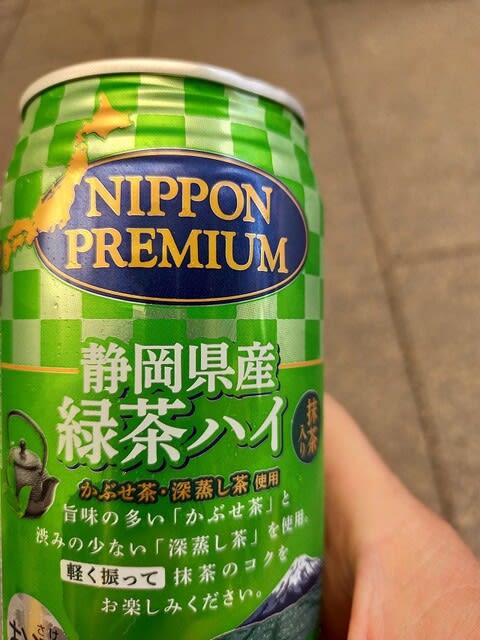 NIPPON
PREMIUM
静岡県産
緑茶ハイ
抹茶
入り
かぶせ茶・深蒸し茶 使用
旨味の多い「かぶせ茶」と
渋みの少ない「深蒸し茶」を使用。
軽く振って 抹茶のコクを
お楽しみください。